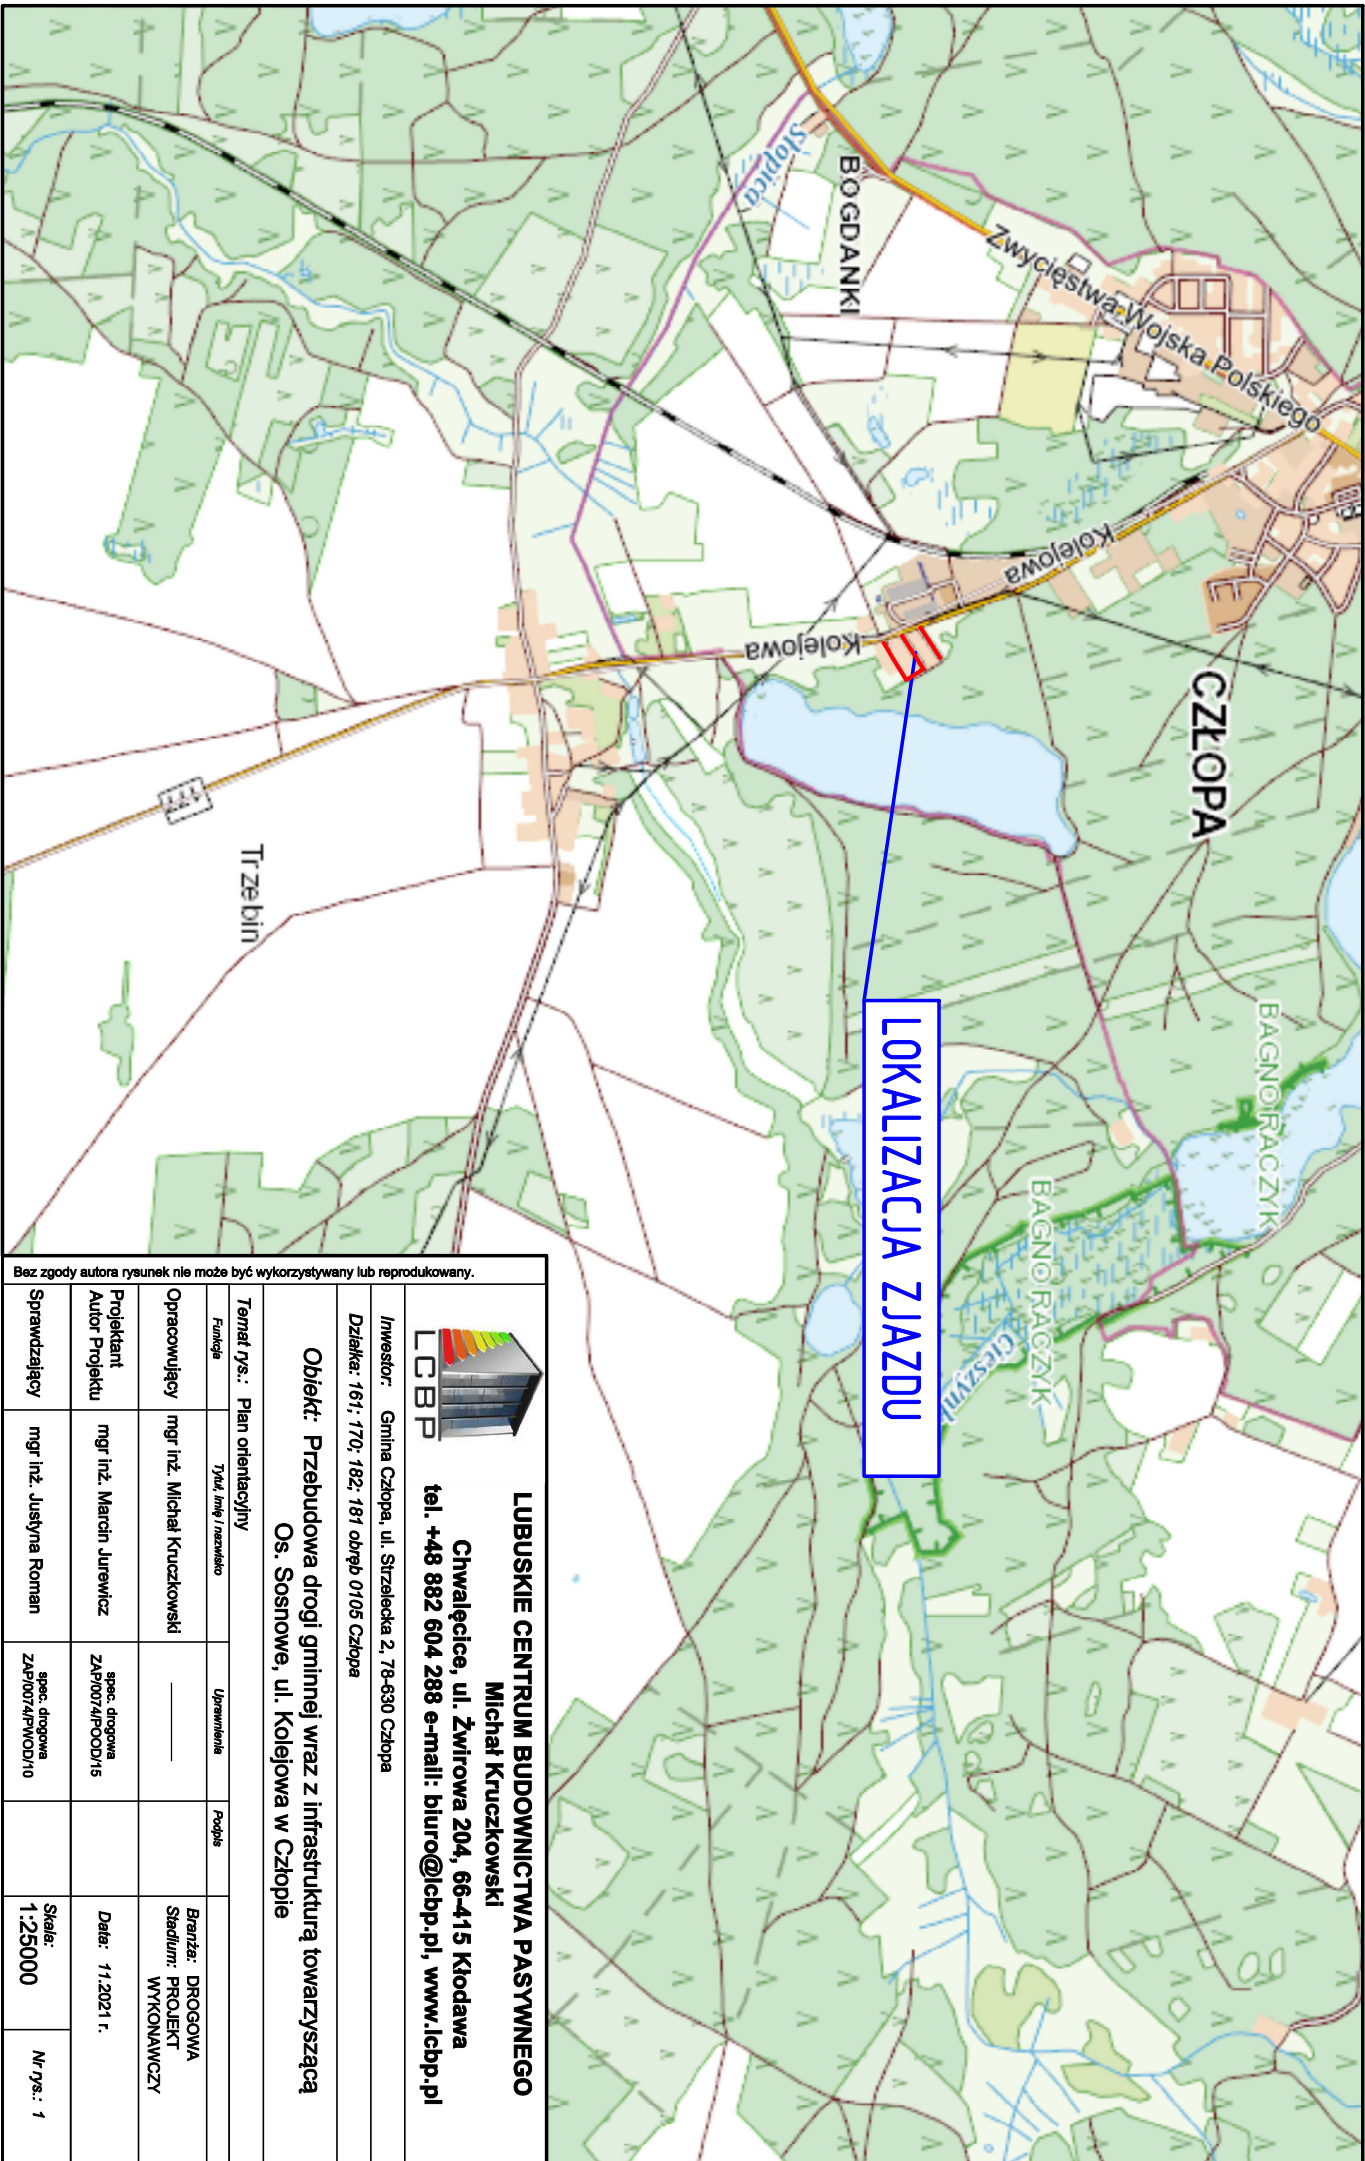 Zwycięstwa Wojska Polskiego
BOGDANKI
Słopica
Kolejowa
Kolejowa
CZŁOPA
Trzebin
BAGNO RACZYK
BAGNO RACZYK
LOKALIZACJA ZJAZDU
Bez zgody autora rysunek nie może być wykorzystywany lub reprodukowany.
LCBP
LUBUSKIE CENTRUM BUDOWNICTWA PASYWNEGO
Michał Kruczkowski
Chwalęcice, ul. Żwirowa 204, 66-415 Kłodawa
tel. +48 882 604 288 e-mail: biuro@lcbp.pl, www.lcbp.pl
Inwestor: Gmina Człopa, ul. Strzelecka 2, 78-630 Człopa
Działka: 161; 170; 182; 181 obręb 0105 Człopa
Obiekt: Przebudowa drogi gminnej wraz z infrastrukturą towarzyszącą
Os. Sosnowe, ul. Kolejowa w Człopie
Temat rys.: Plan orientacyjny
Funkcja Tytuł, imię i nazwisko Uprawnienia Podpis
Opracowujący mgr inż. Michał Kruczkowski
Branża: DROGOWA
Stadium: PROJEKT
WYKONAWCZY
Projektant
Autor Projektu
mgr inż. Marcin Jurewicz
spec. drogowa
ZAP/0074/POOD/15
Data: 11.2021 r.
Sprawdzający mgr inż. Justyna Roman
spec. drogowa
ZAP/0074/PWOD/10
Skala:
1:25000
Nr rys.: 1